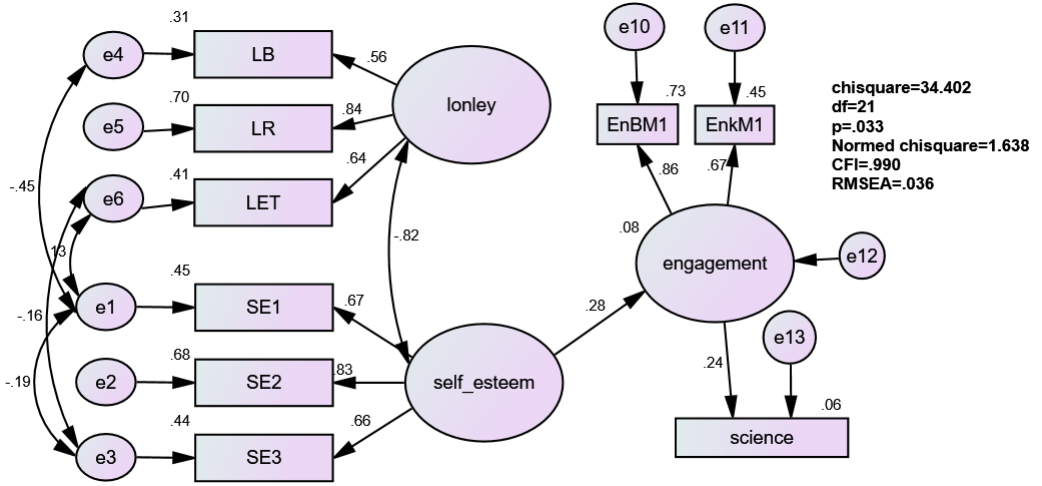 .31
e4
LB
.56
.70
e5
LR
.84
lonley
.41
e6
LET
.64
-.45
.13
-.82
.45
e1
SE1
.67
-.16
.68
e2
SE2
.83
self_esteem
-.19
.44
e3
SE3
.66
e10
e11
.73
.45
EnBM1
EnkM1
.86
.67
.08
engagement
e12
.28
.24
e13
.06
science
chisquare=34.402
df=21
p=.033
Normed chisquare=1.638
CFI=.990
RMSEA=.036